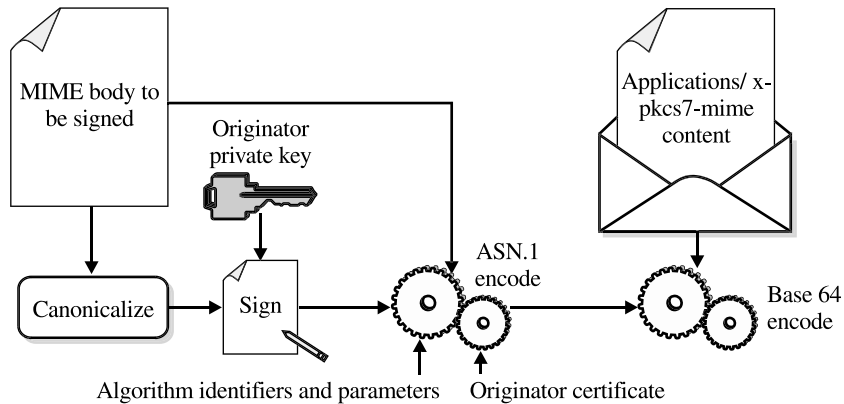 MIME body to
be signed
Originator
private key
Applications/ x-
pkcs7-mime
content
Canonicalize
Sign
ASN.1
encode
Base 64
encode
Algorithm identifiers and parameters
Originator certificate